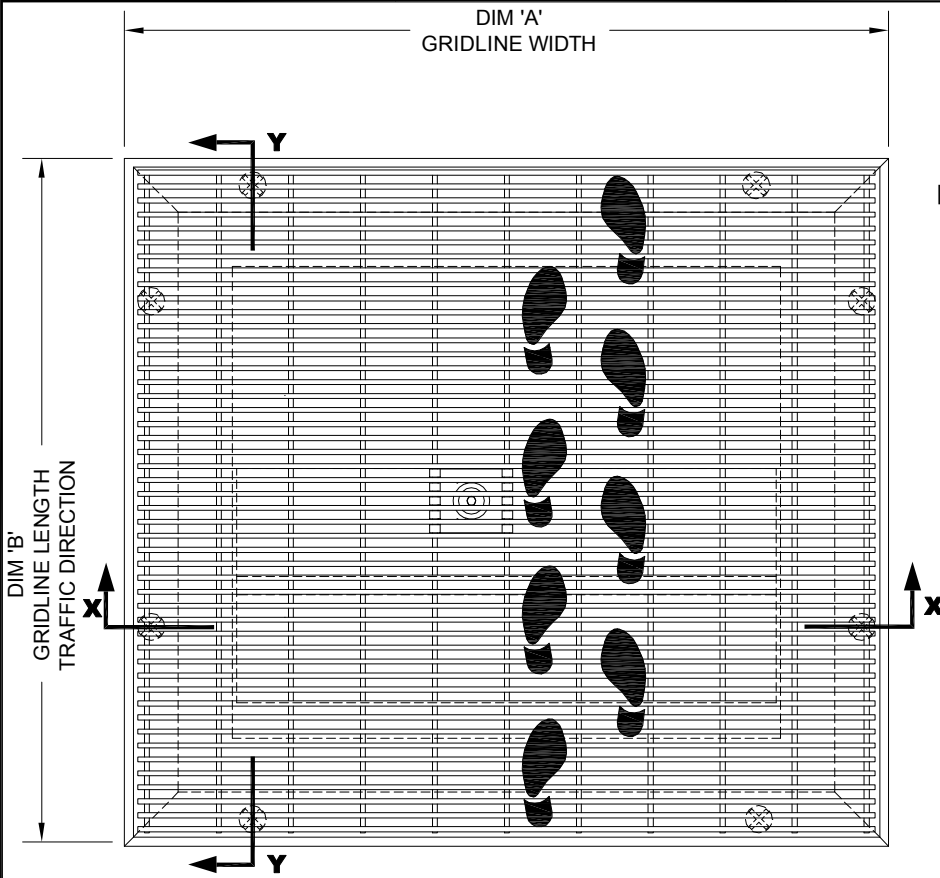 DIM 'A'
GRIDLINE WIDTH
Y
DIM 'B'
GRIDLINE LENGTH
TRAFFIC DIRECTION
X
X
Y